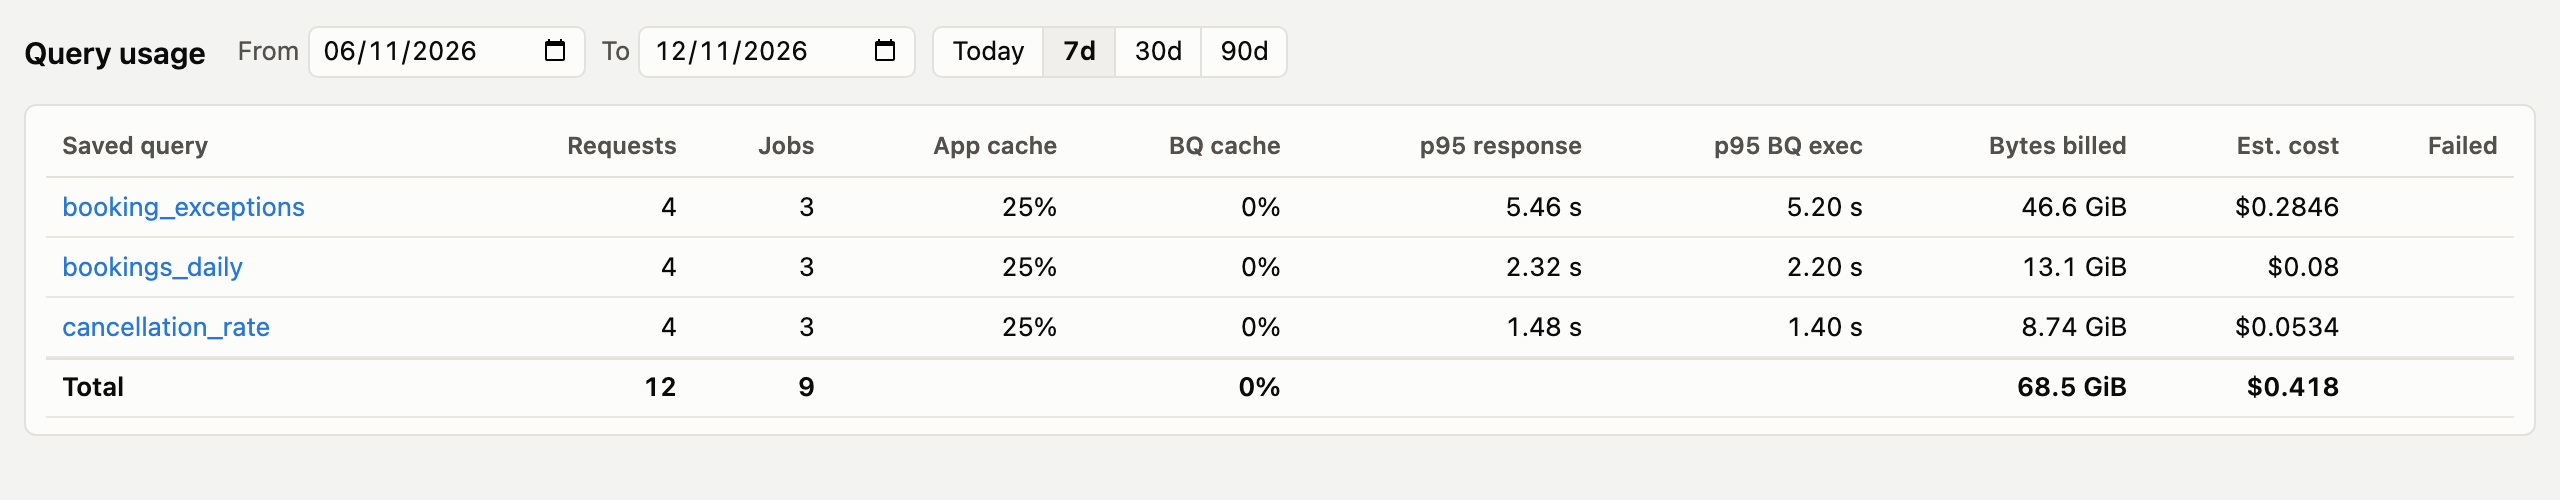 Query usage From 06/11/2026 To 12/11/2026 Today 7d 30d 90d
Saved query Requests Jobs App cache BQ cache p95 response p95 BQ exec Bytes billed Est. cost Failed
booking_exceptions 4 3 25% 0% 5.46 s 5.20 s 46.6 GiB $0.2846
bookings_daily 4 3 25% 0% 2.32 s 2.20 s 13.1 GiB $0.08
cancellation_rate 4 3 25% 0% 1.48 s 1.40 s 8.74 GiB $0.0534
Total 12 9 0% 68.5 GiB $0.418